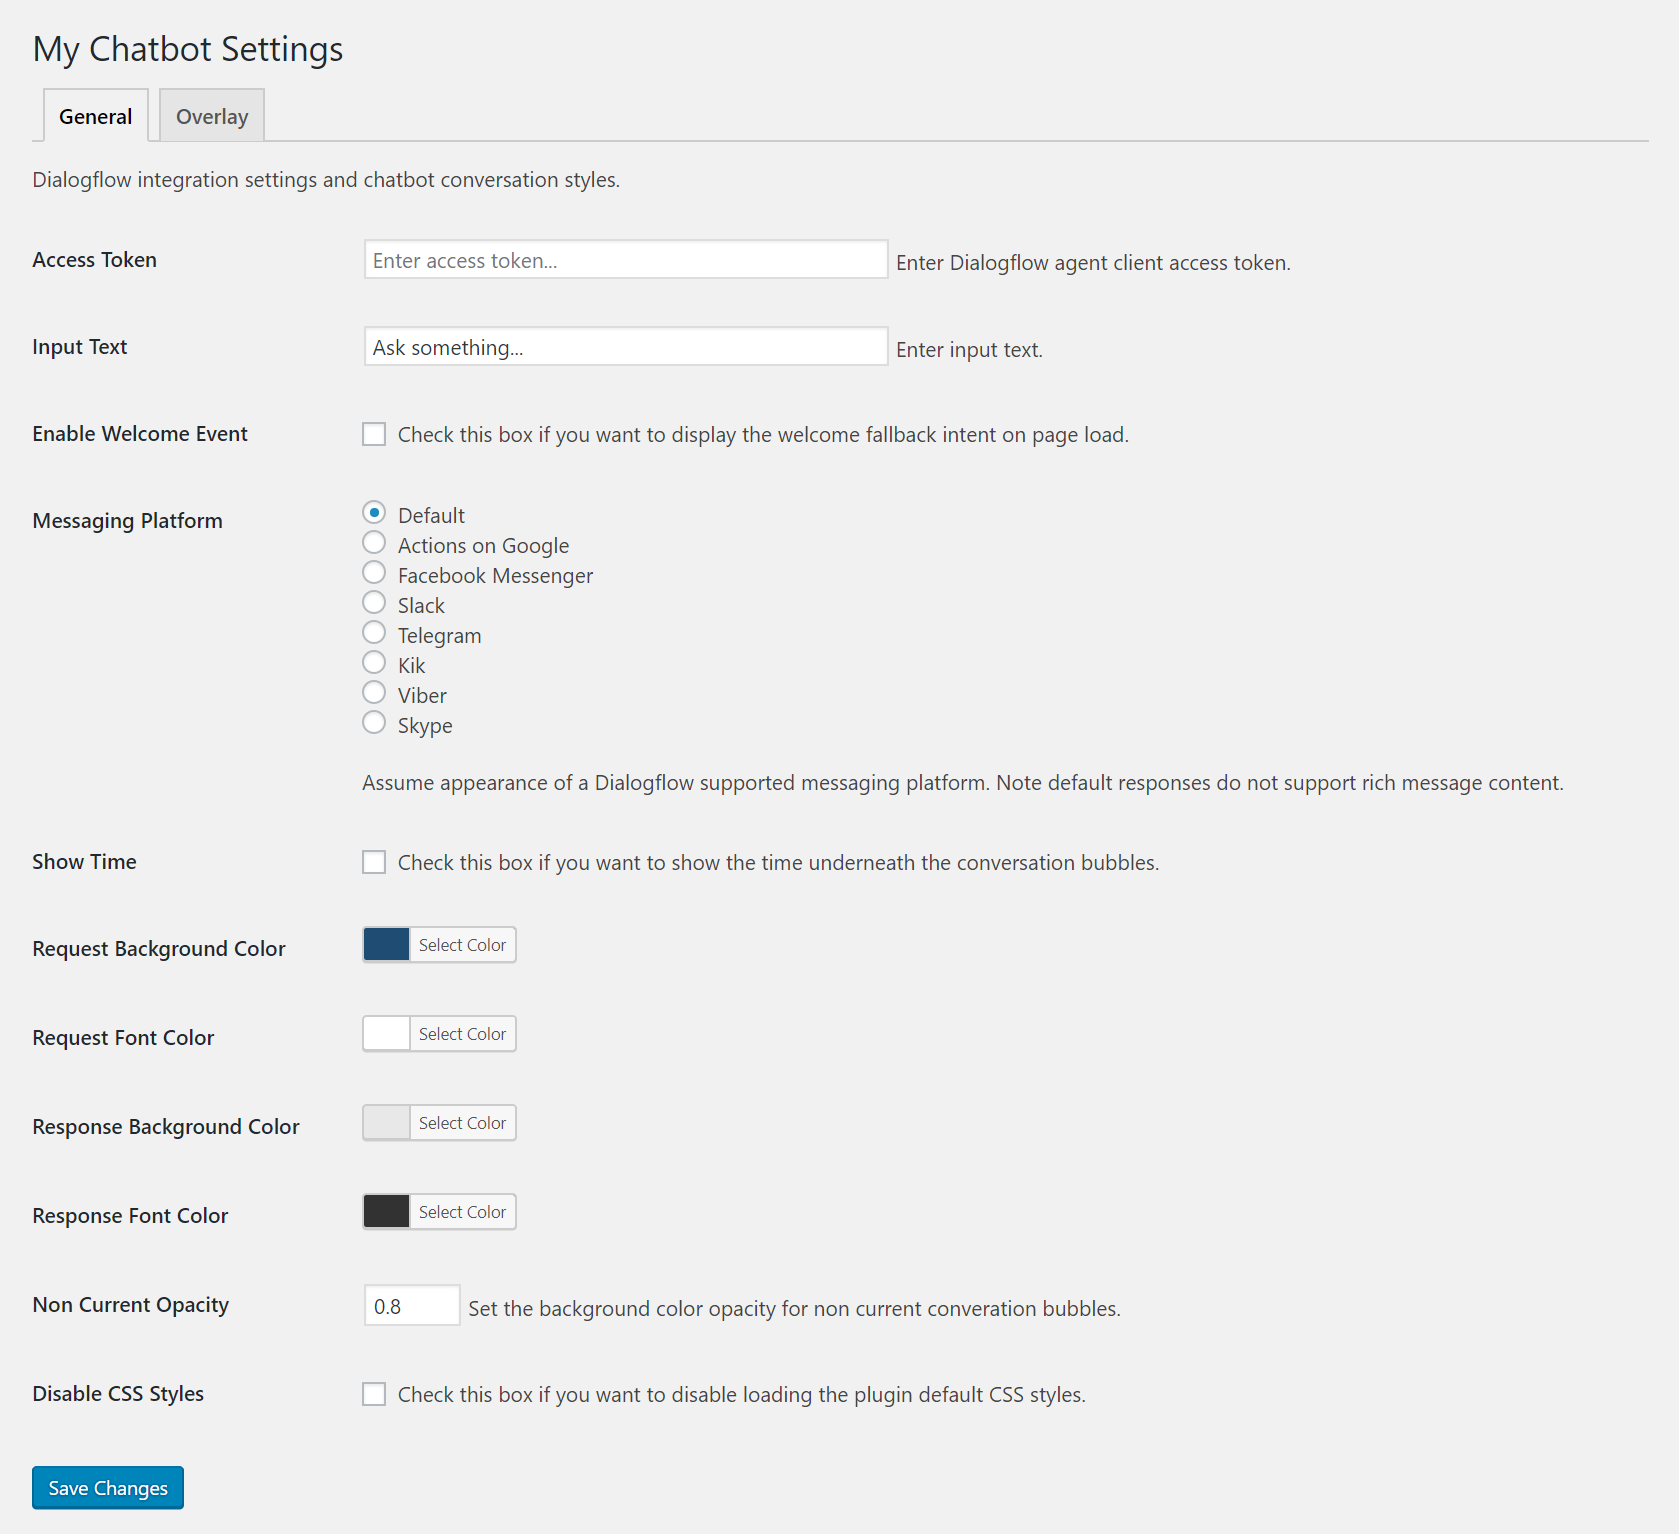 My Chatbot Settings
General Overlay
Dialogflow integration settings and chatbot conversation styles.
Access Token Enter access token... Enter Dialogflow agent client access token.
Input Text Ask something... Enter input text.
Enable Welcome Event Check this box if you want to display the welcome fallback intent on page load.
Messaging Platform Default
Actions on Google
Facebook Messenger
Slack
Telegram
Kik
Viber
Skype
Assume appearance of a Dialogflow supported messaging platform. Note default responses do not support rich message content.
Show Time Check this box if you want to show the time underneath the conversation bubbles.
Request Background Color Select Color
Request Font Color Select Color
Response Background Color Select Color
Response Font Color Select Color
Non Current Opacity 0.8 Set the background color opacity for non current converation bubbles.
Disable CSS Styles Check this box if you want to disable loading the plugin default CSS styles.
Save Changes